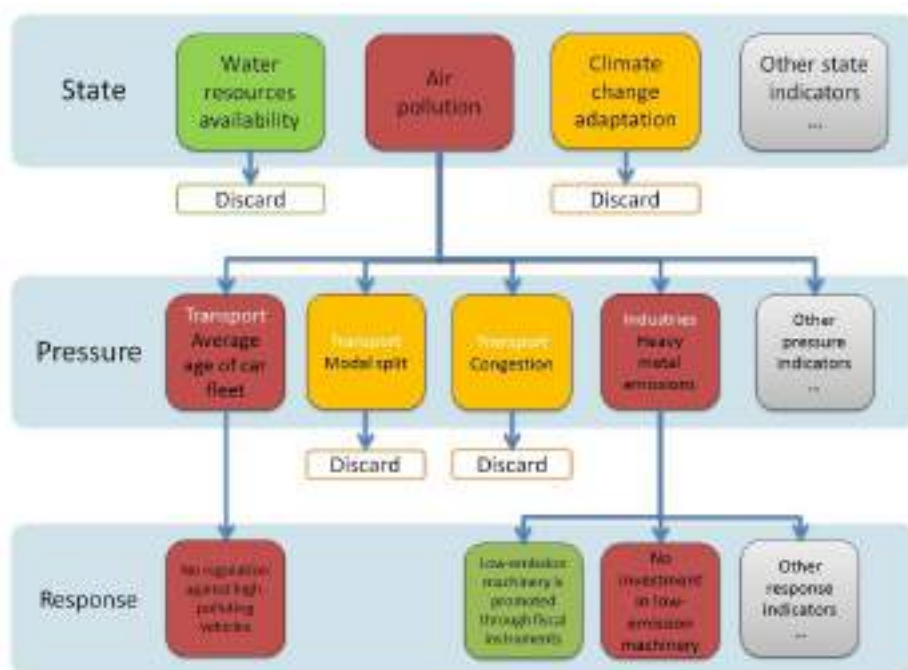 State
Water
resources
availability
Air
pollution
Climate
change
adaptation
Other state
indicators
...
Discard
Discard
Pressure
Transport
Average
age of car
fleet
Transport
Modal split
Transport
Congestion
Industries
Heavy
metal
emissions
Other
pressure
indicators
...
Discard
Discard
Response
No regulation
against high
polluting
vehicles
Low-emission
machinery is
promoted
through fiscal
instruments
No
investment
in low-
emission
machinery
Other
response
indicators
...